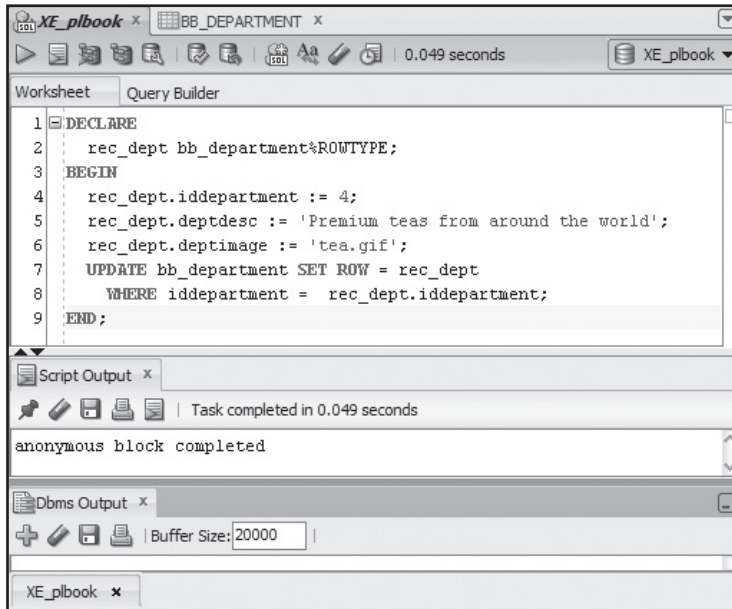 SQL XE_plbook x BB_DEPARTMENT x
SQL Aa 0.049 seconds XE_plbook
Worksheet Query Builder
1 DECLARE
2 rec_dept bb_department%ROWTYPE;
3 BEGIN
4 rec_dept.iddepartment := 4;
5 rec_dept.deptdesc := 'Premium teas from around the world';
6 rec_dept.deptimage := 'tea.gif';
7 UPDATE bb_department SET ROW = rec_dept
8 WHERE iddepartment = rec_dept.iddepartment;
9 END;
Script Output x
Task completed in 0.049 seconds
anonymous block completed
Dbms Output x
Buffer Size: 20000
XE_plbook x